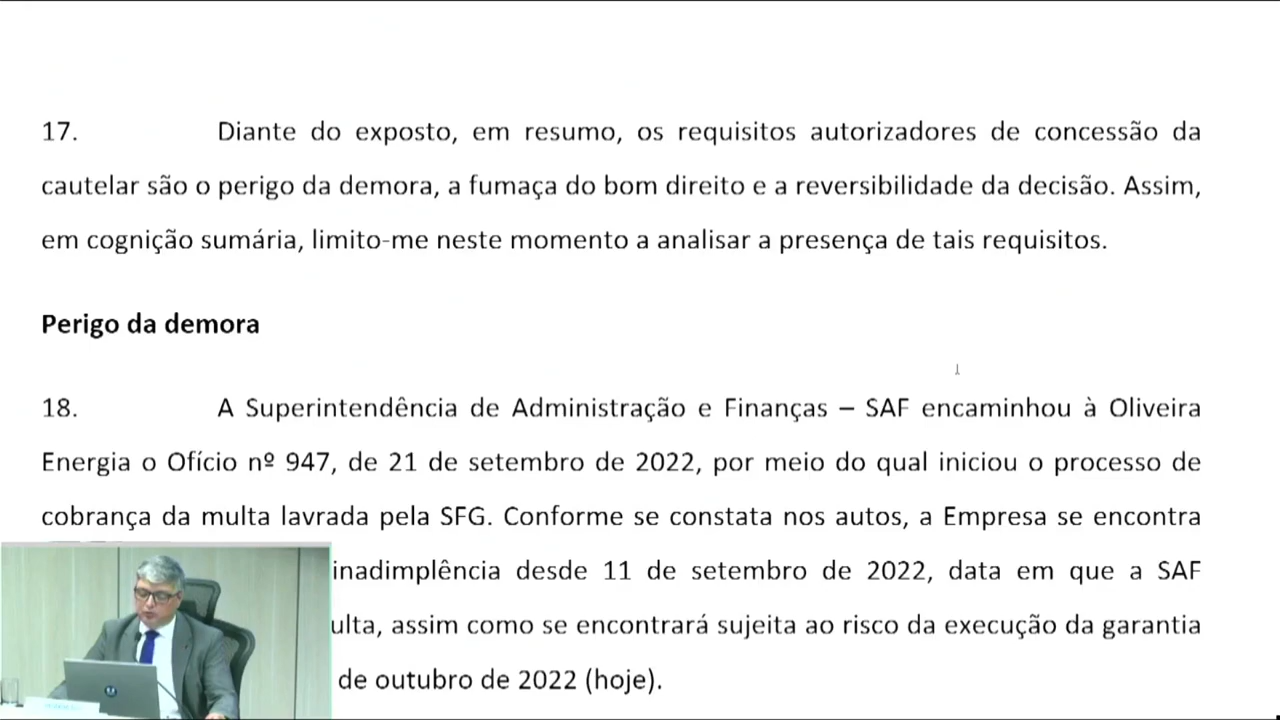 17. Diante do exposto, em resumo, os requisitos autorizadores de concessão da
cautelar são o perigo da demora, a fumaça do bom direito e a reversibilidade da decisão. Assim,
em cognição sumária, limito-me neste momento a analisar a presença de tais requisitos.
Perigo da demora
18. A Superintendência de Administração e Finanças – SAF encaminhou à Oliveira
Energia o Ofício nº 947, de 21 de setembro de 2022, por meio do qual iniciou o processo de
cobrança da multa lavrada pela SFG. Conforme se constata nos autos, a Empresa se encontra
inadimplência desde 11 de setembro de 2022, data em que a SAF
ulta, assim como se encontrará sujeita ao risco da execução da garantia
de outubro de 2022 (hoje).